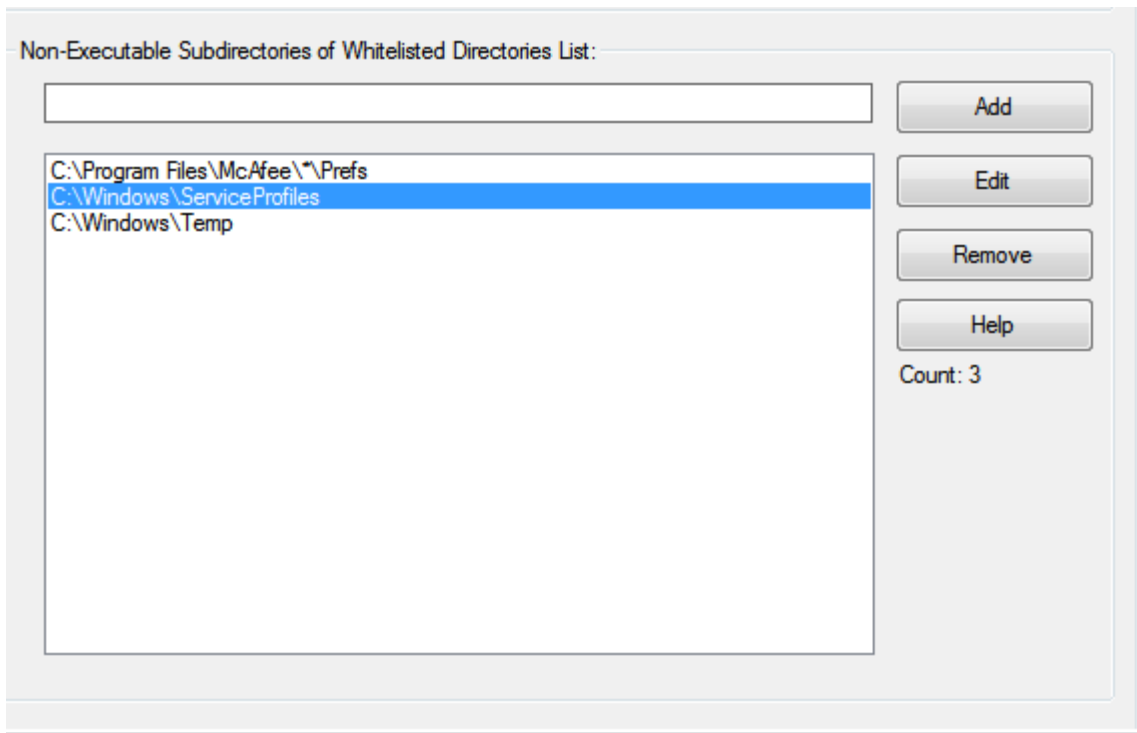 Non-Executable Subdirectories of Whitelisted Directories List:
Add
C:\Program Files\McAfee\*\Prefs
C:\Windows\ServiceProfiles
C:\Windows\Temp
Edit
Remove
Help
Count: 3